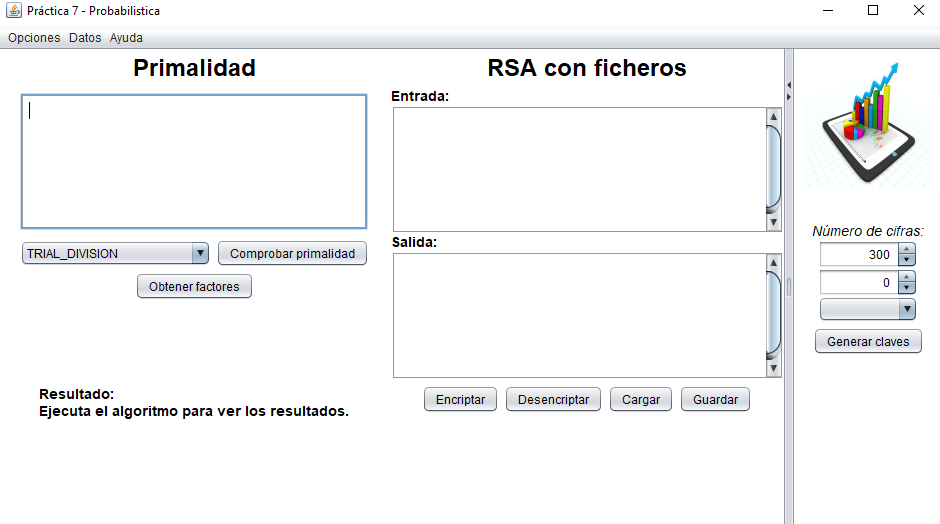 Práctica 7 - Probabilistica
Opciones Datos Ayuda
Primalidad
TRIAL_DIVISION
Comprobar primalidad
Obtener factores
Resultado:
Ejecuta el algoritmo para ver los resultados.
RSA con ficheros
Entrada:
Salida:
Encriptar Desencriptar Cargar Guardar
Número de cifras:
300
0
Generar claves